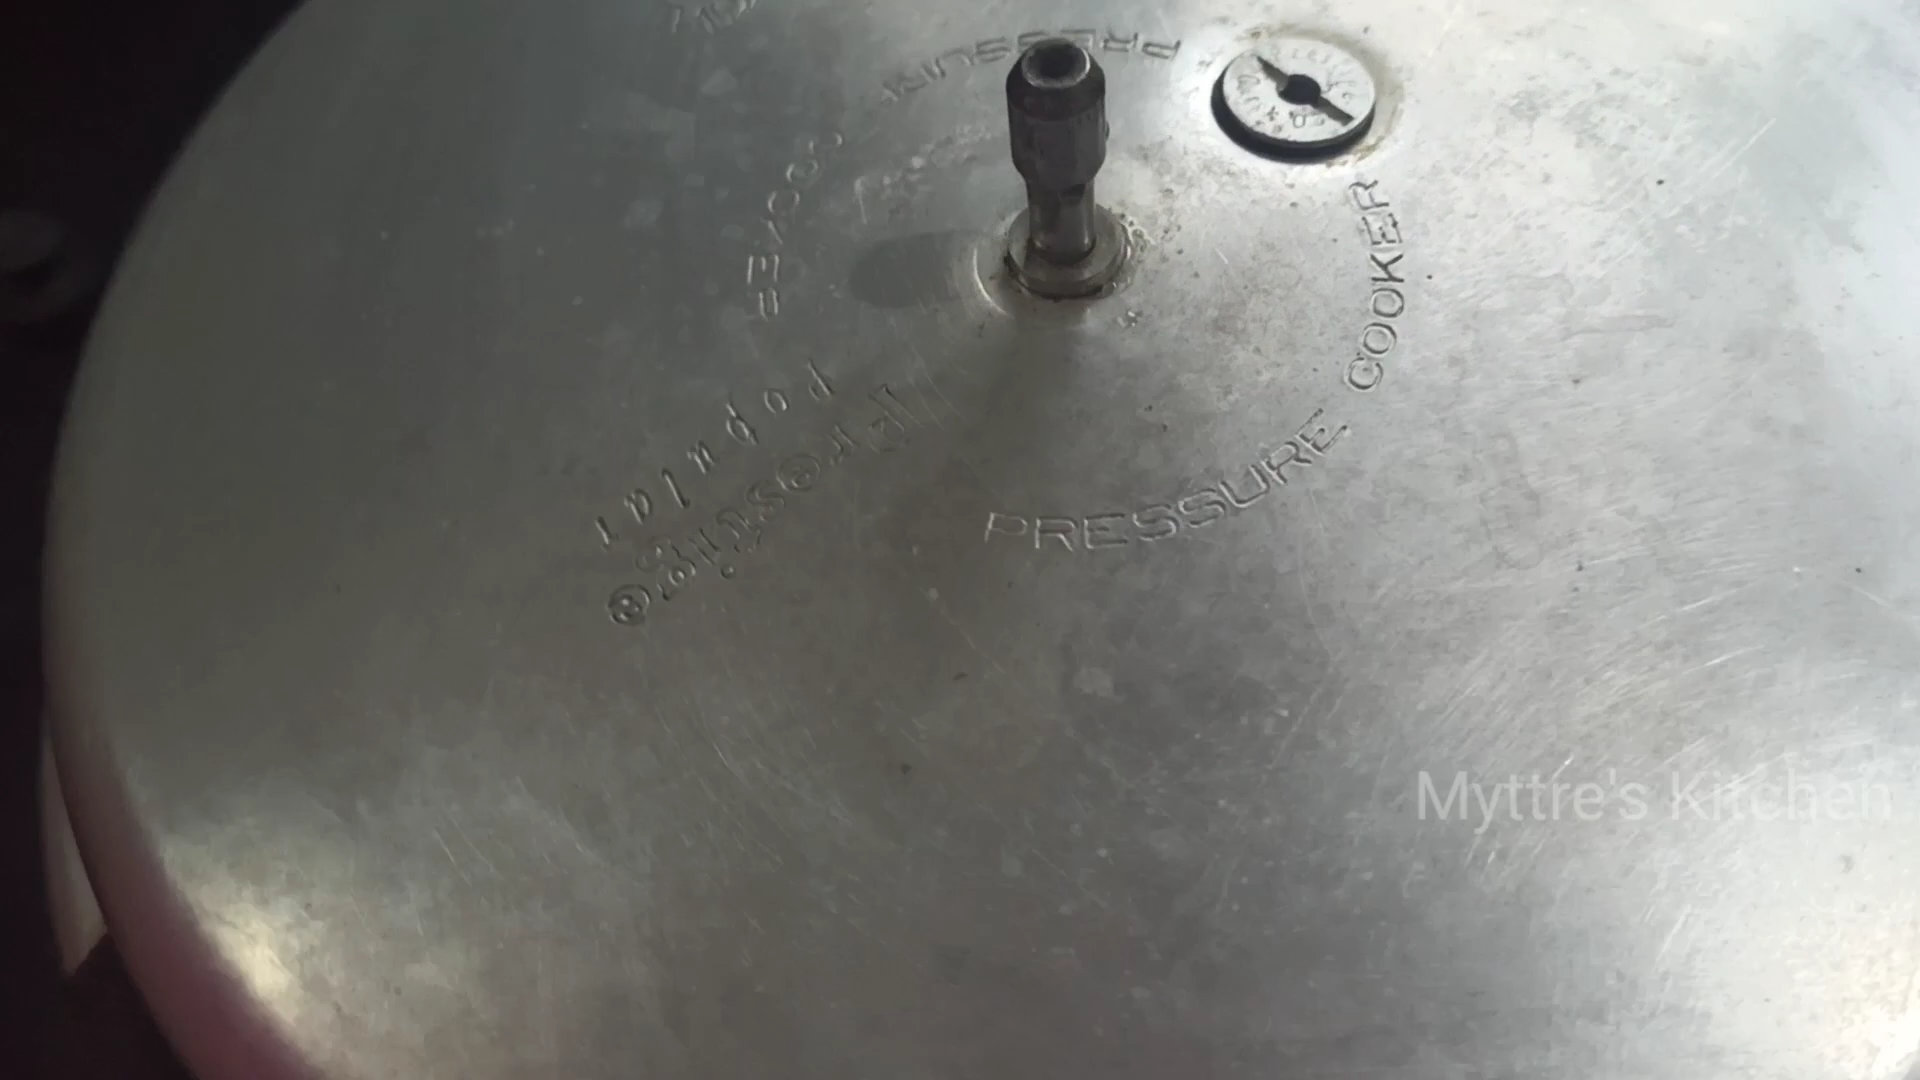 PRESSURE COOKER
PRESSURE COOKER
popular
prestige
Myttre's Kitchen